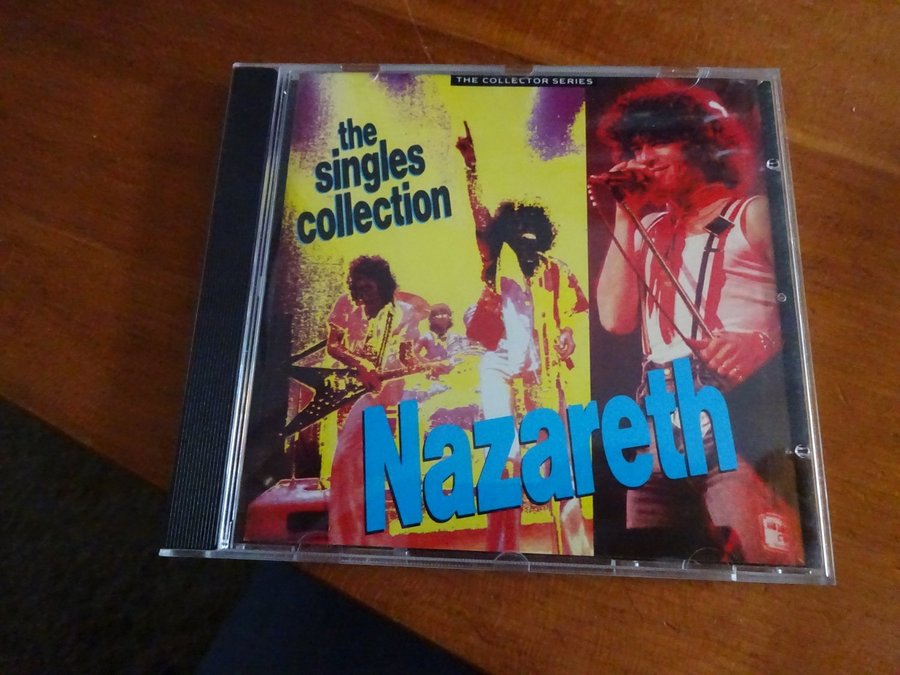 THE COLLECTOR SERIES
the
singles
collection
Nazareth